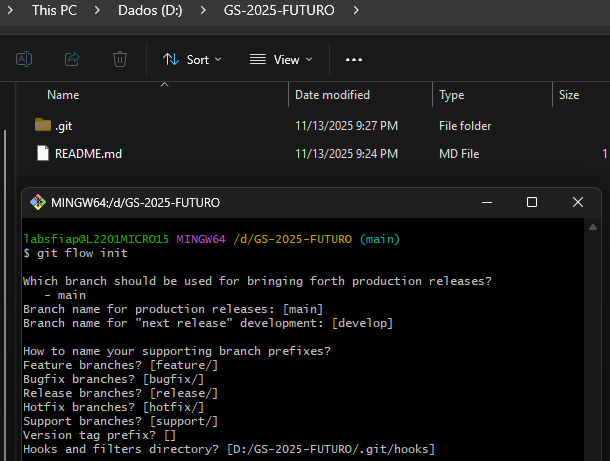 This PC > Dados (D:) > GS-2025-FUTURO >
Sort View ...
Name Date modified Type Size
.git 11/13/2025 9:27 PM File folder
README.md 11/13/2025 9:24 PM MD File 1
MINGW64:/d/GS-2025-FUTURO
labsfiap@L2201MICRO15 MINGW64 /d/GS-2025-FUTURO (main)
$ git flow init
Which branch should be used for bringing forth production releases?
- main
Branch name for production releases: [main]
Branch name for "next release" development: [develop]
How to name your supporting branch prefixes?
Feature branches? [feature/]
Bugfix branches? [bugfix/]
Release branches? [release/]
Hotfix branches? [hotfix/]
Support branches? [support/]
Version tag prefix? []
Hooks and filters directory? [D:/GS-2025-FUTURO/.git/hooks]